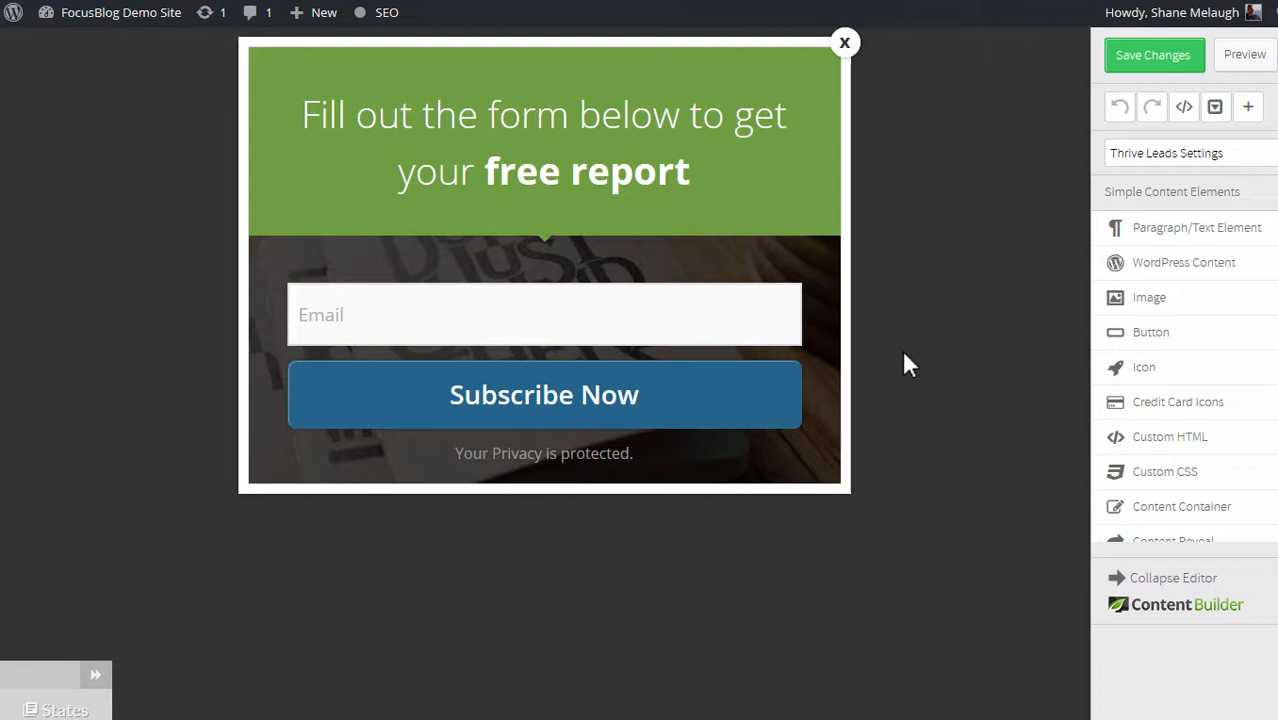 FocusBlog Demo Site 1 1 New SEO Howdy, Shane Melaugh
x
Save Changes Preview
Fill out the form below to get
your free report
Thrive Leads Settings
Simple Content Elements
Paragraph/Text Element
WordPress Content
Image
Button
Icon
Credit Card Icons
Custom HTML
Custom CSS
Content Container
Content Reveal
Email
Subscribe Now
Your Privacy is protected.
Collapse Editor
Content Builder
States